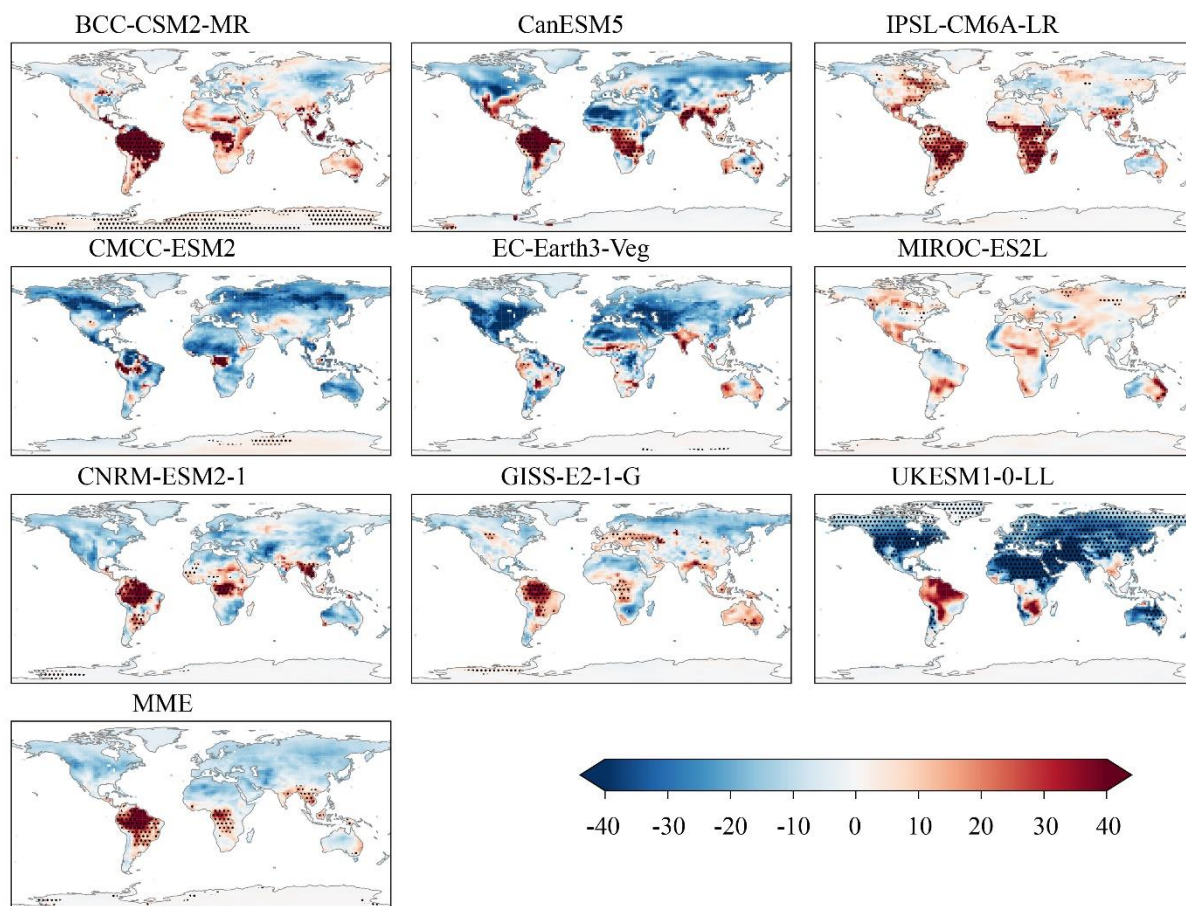 BCC-CSM2-MR
CanESM5
IPSL-CM6A-LR
CMCC-ESM2
EC-Earth3-Veg
MIROC-ES2L
CNRM-ESM2-1
GISS-E2-1-G
UKESM1-0-LL
MME
-40 -30 -20 -10 0 10 20 30 40